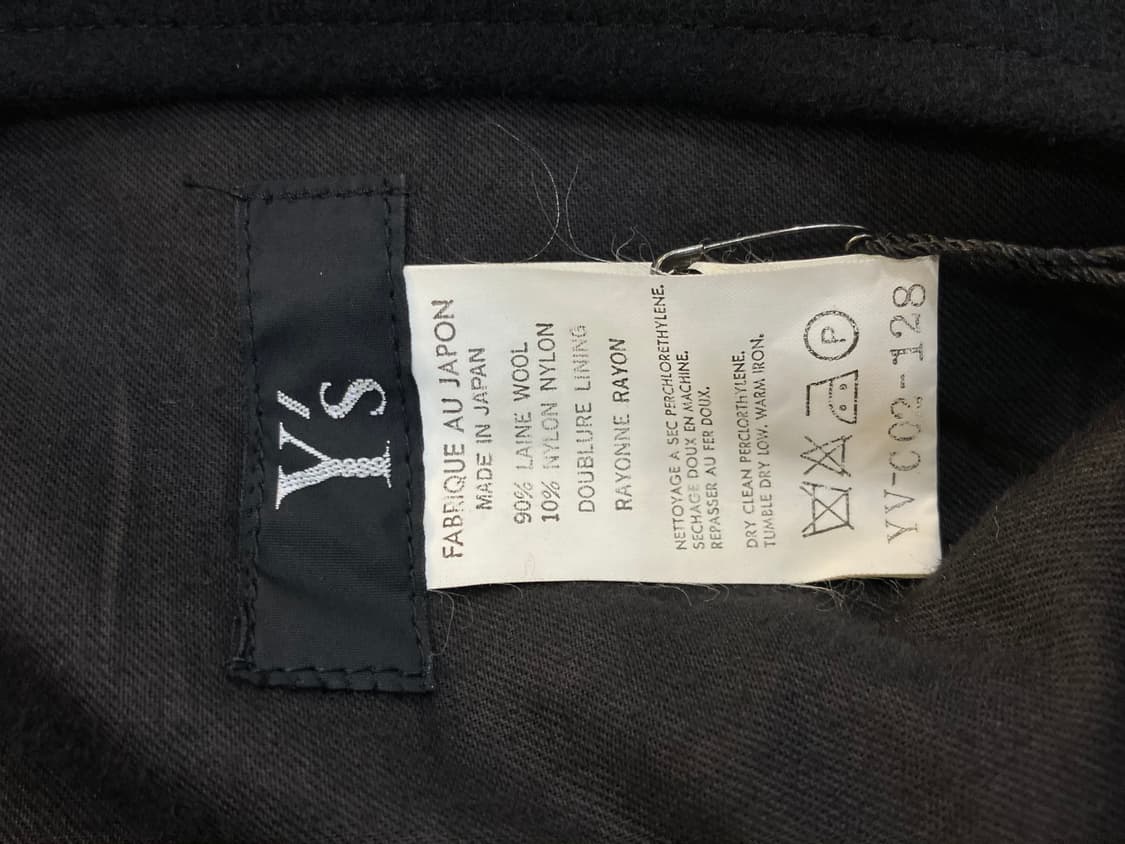 Y's
FABRIQUE AU JAPON
MADE IN JAPAN
90% LAINE WOOL
10% NYLON NYLON
DOUBLURE LINING
RAYONNE RAYON
NETTOYAGE A SEC PERCHLORETHYLENE.
SECHAGE DOUX EN MACHINE.
REPASSER AU FER DOUX.
DRY CLEAN PERCLORTHYLENE.
TUMBLE DRY LOW. WARM IRON.
P
YV-C02-128